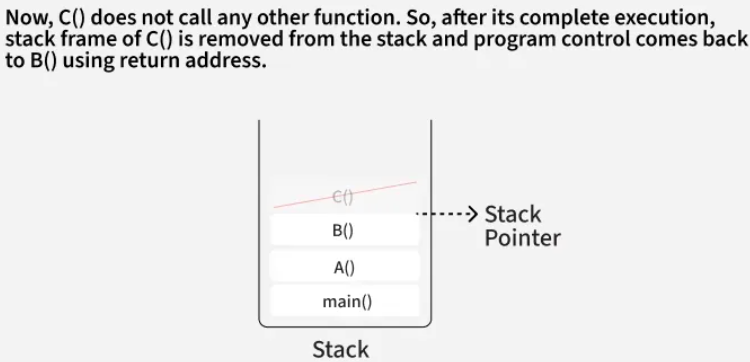 Now, C() does not call any other function. So, after its complete execution,
stack frame of C() is removed from the stack and program control comes back
to B() using return address.
C()
B()
Stack
Pointer
A()
main()
Stack